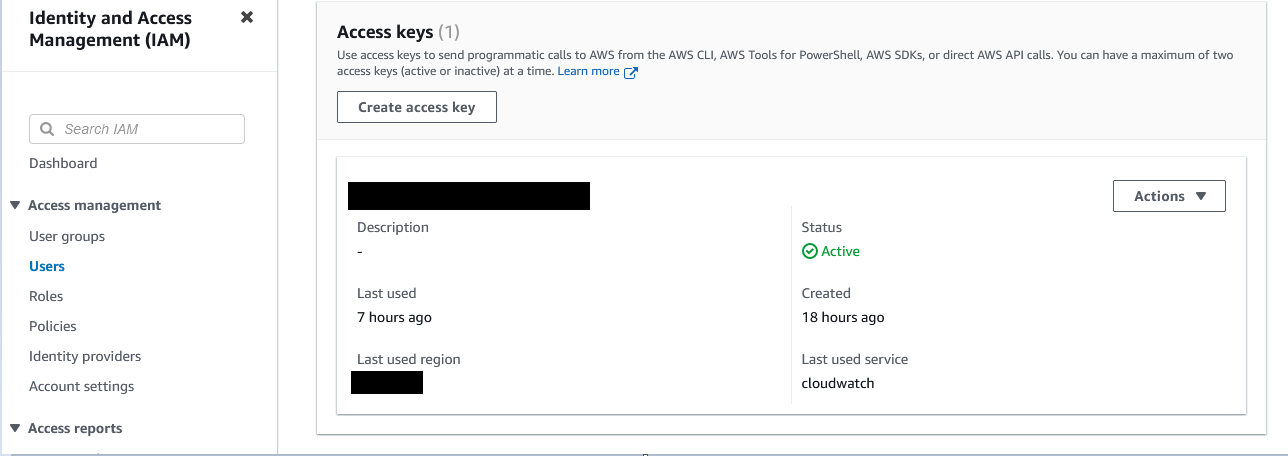 Identity and Access
Management (IAM)
Search IAM
Dashboard
Access management
User groups
Users
Roles
Policies
Identity providers
Account settings
Access reports
Access keys (1)
Use access keys to send programmatic calls to AWS from the AWS CLI, AWS Tools for PowerShell, AWS SDKs, or direct AWS API calls. You can have a maximum of two
access keys (active or inactive) at a time. Learn more
Create access key
Actions
Description
-
Status
Active
Last used
7 hours ago
Created
18 hours ago
Last used region
Last used service
cloudwatch